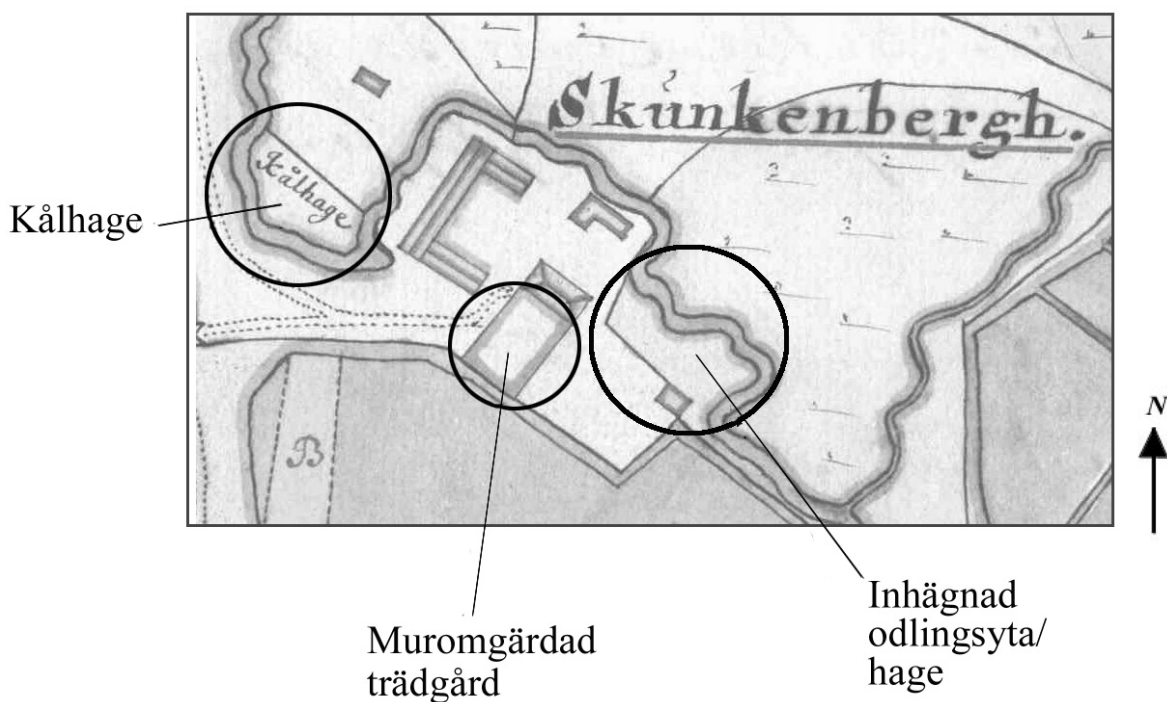 Skunkenbergh.
Kålhage
Kålhage
B
N
Muromgärdad
trädgård
Inhägnad
odlingsyta/
hage